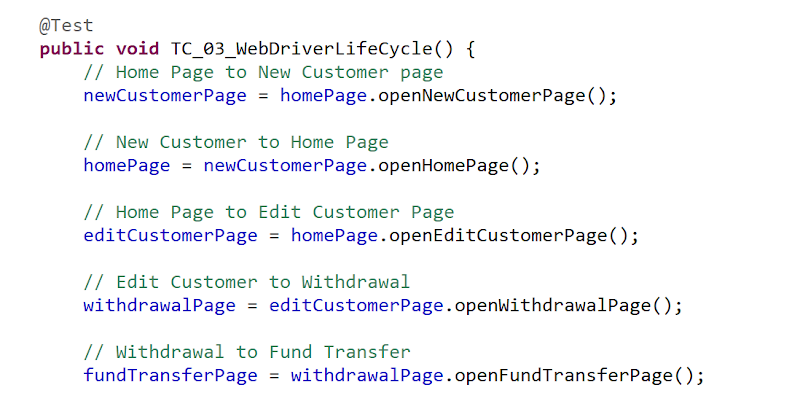 @Test
public void TC_03_WebDriverLifeCycle() {
// Home Page to New Customer page
newCustomerPage = homePage.openNewCustomerPage();
// New Customer to Home Page
homePage = newCustomerPage.openHomePage();
// Home Page to Edit Customer Page
editCustomerPage = homePage.openEditCustomerPage();
// Edit Customer to Withdrawal
withdrawalPage = editCustomerPage.openWithdrawalPage();
// Withdrawal to Fund Transfer
fundTransferPage = withdrawalPage.openFundTransferPage();